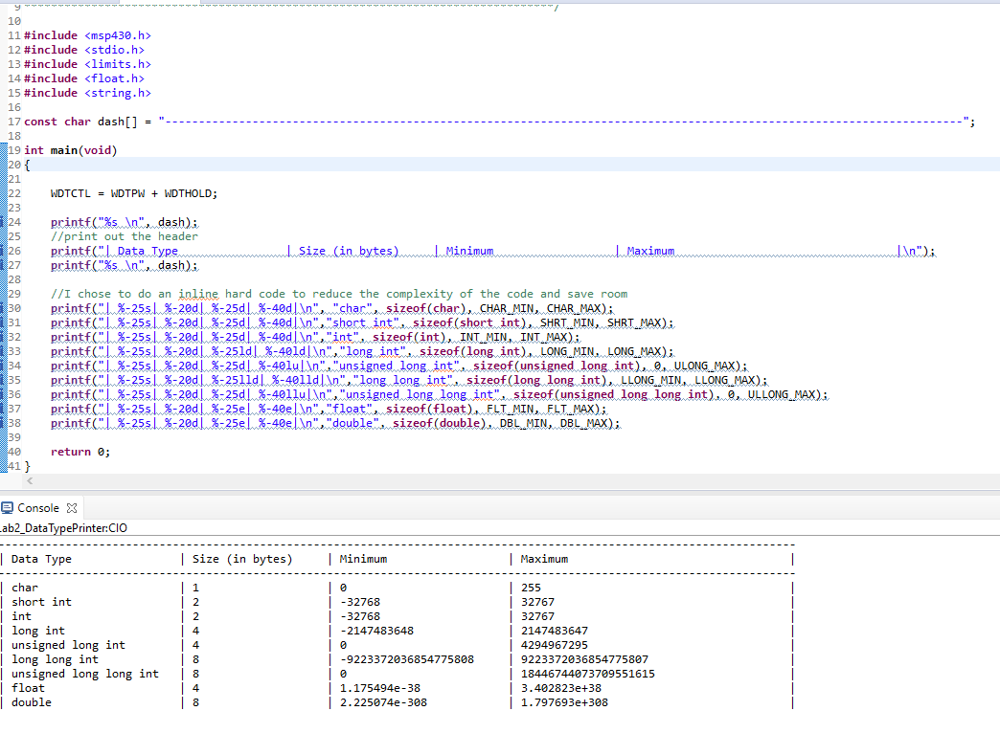 9 -------------------------------------------------------------------------------/
10
11 #include <msp430.h>
12 #include <stdio.h>
13 #include <limits.h>
14 #include <float.h>
15 #include <string.h>
16
17 const char dash[] = "-----------------------------------------------------------------------------------------------------------------------";
18
19 int main(void)
20 {
21
22     WDTCTL = WDTPW + WDTHOLD;
23
24     printf("%s \n", dash);
25     //print out the header
26     printf("| Data Type                | Size (in bytes)     | Minimum                  | Maximum                                 |\n");
27     printf("%s \n", dash);
28
29     //I chose to do an inline hard code to reduce the complexity of the code and save room
30     printf("| %-25s| %-20d| %-25d| %-40d|\n", "char", sizeof(char), CHAR_MIN, CHAR_MAX);
31     printf("| %-25s| %-20d| %-25d| %-40d|\n","short int", sizeof(short int), SHRT_MIN, SHRT_MAX);
32     printf("| %-25s| %-20d| %-25d| %-40d|\n","int", sizeof(int), INT_MIN, INT_MAX);
33     printf("| %-25s| %-20d| %-25ld| %-40ld|\n","long int", sizeof(long int), LONG_MIN, LONG_MAX);
34     printf("| %-25s| %-20d| %-25d| %-40lu|\n","unsigned long int", sizeof(unsigned long int), 0, ULONG_MAX);
35     printf("| %-25s| %-20d| %-25lld| %-40lld|\n","long long int", sizeof(long long int), LLONG_MIN, LLONG_MAX);
36     printf("| %-25s| %-20d| %-25d| %-40llu|\n","unsigned long long int", sizeof(unsigned long long int), 0, ULLONG_MAX);
37     printf("| %-25s| %-20d| %-25e| %-40e|\n","float", sizeof(float), FLT_MIN, FLT_MAX);
38     printf("| %-25s| %-20d| %-25e| %-40e|\n","double", sizeof(double), DBL_MIN, DBL_MAX);
39
40     return 0;
41 }
Console
Lab2_DataTypePrinter:CIO
-----------------------------------------------------------------------------------------------------------------------
| Data Type                | Size (in bytes)     | Minimum                  | Maximum                                 |
-----------------------------------------------------------------------------------------------------------------------
| char                     | 1                   | 0                        | 255                                     |
| short int                | 2                   | -32768                   | 32767                                   |
| int                      | 2                   | -32768                   | 32767                                   |
| long int                 | 4                   | -2147483648              | 2147483647                              |
| unsigned long int        | 4                   | 0                        | 4294967295                              |
| long long int            | 8                   | -9223372036854775808     | 9223372036854775807                     |
| unsigned long long int   | 8                   | 0                        | 18446744073709551615                    |
| float                    | 4                   | 1.175494e-38             | 3.402823e+38                            |
| double                   | 8                   | 2.225074e-308            | 1.797693e+308                           |